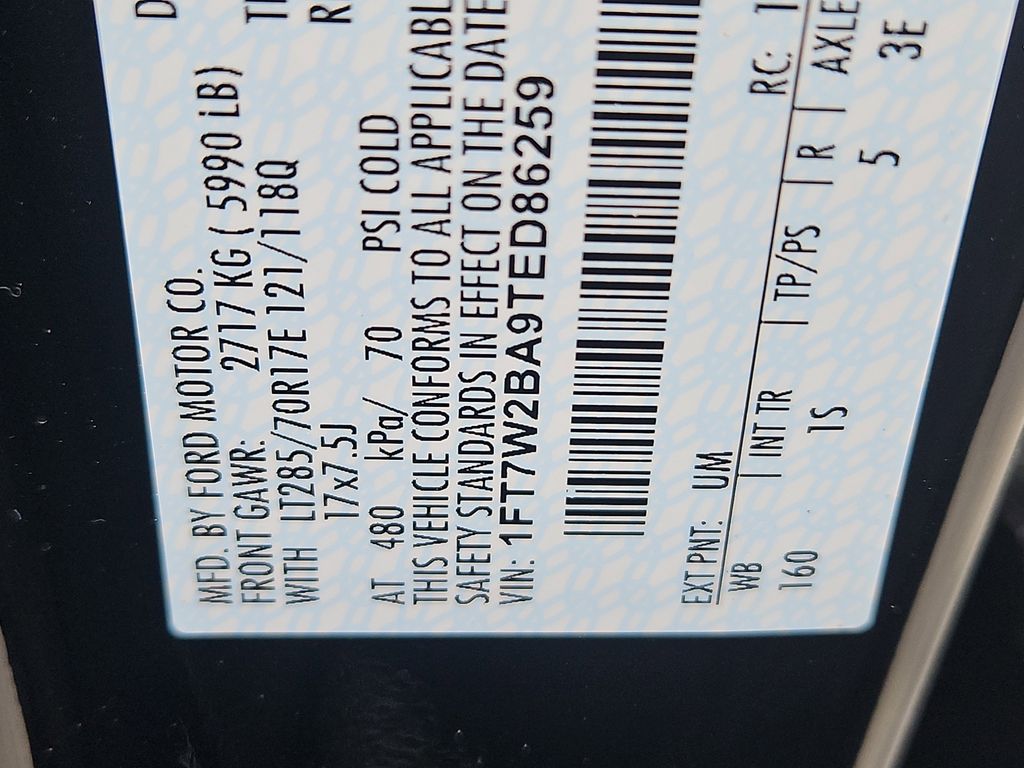 D
MFD. BY FORD MOTOR CO.
FRONT GAWR: 2717 KG ( 5990 LB)
TI
WITH LT285/70R17E 121/118Q
R
17x7.5J
AT 480 kPa/ 70 PSI COLD
THIS VEHICLE CONFORMS TO ALL APPLICABL
SAFETY STANDARDS IN EFFECT ON THE DATE
VIN: 1FT7W2BA9TED86259
EXT PNT: UM RC: 1
WB | INT TR | TP/PS | R | AXLE
160 1S 5 3E